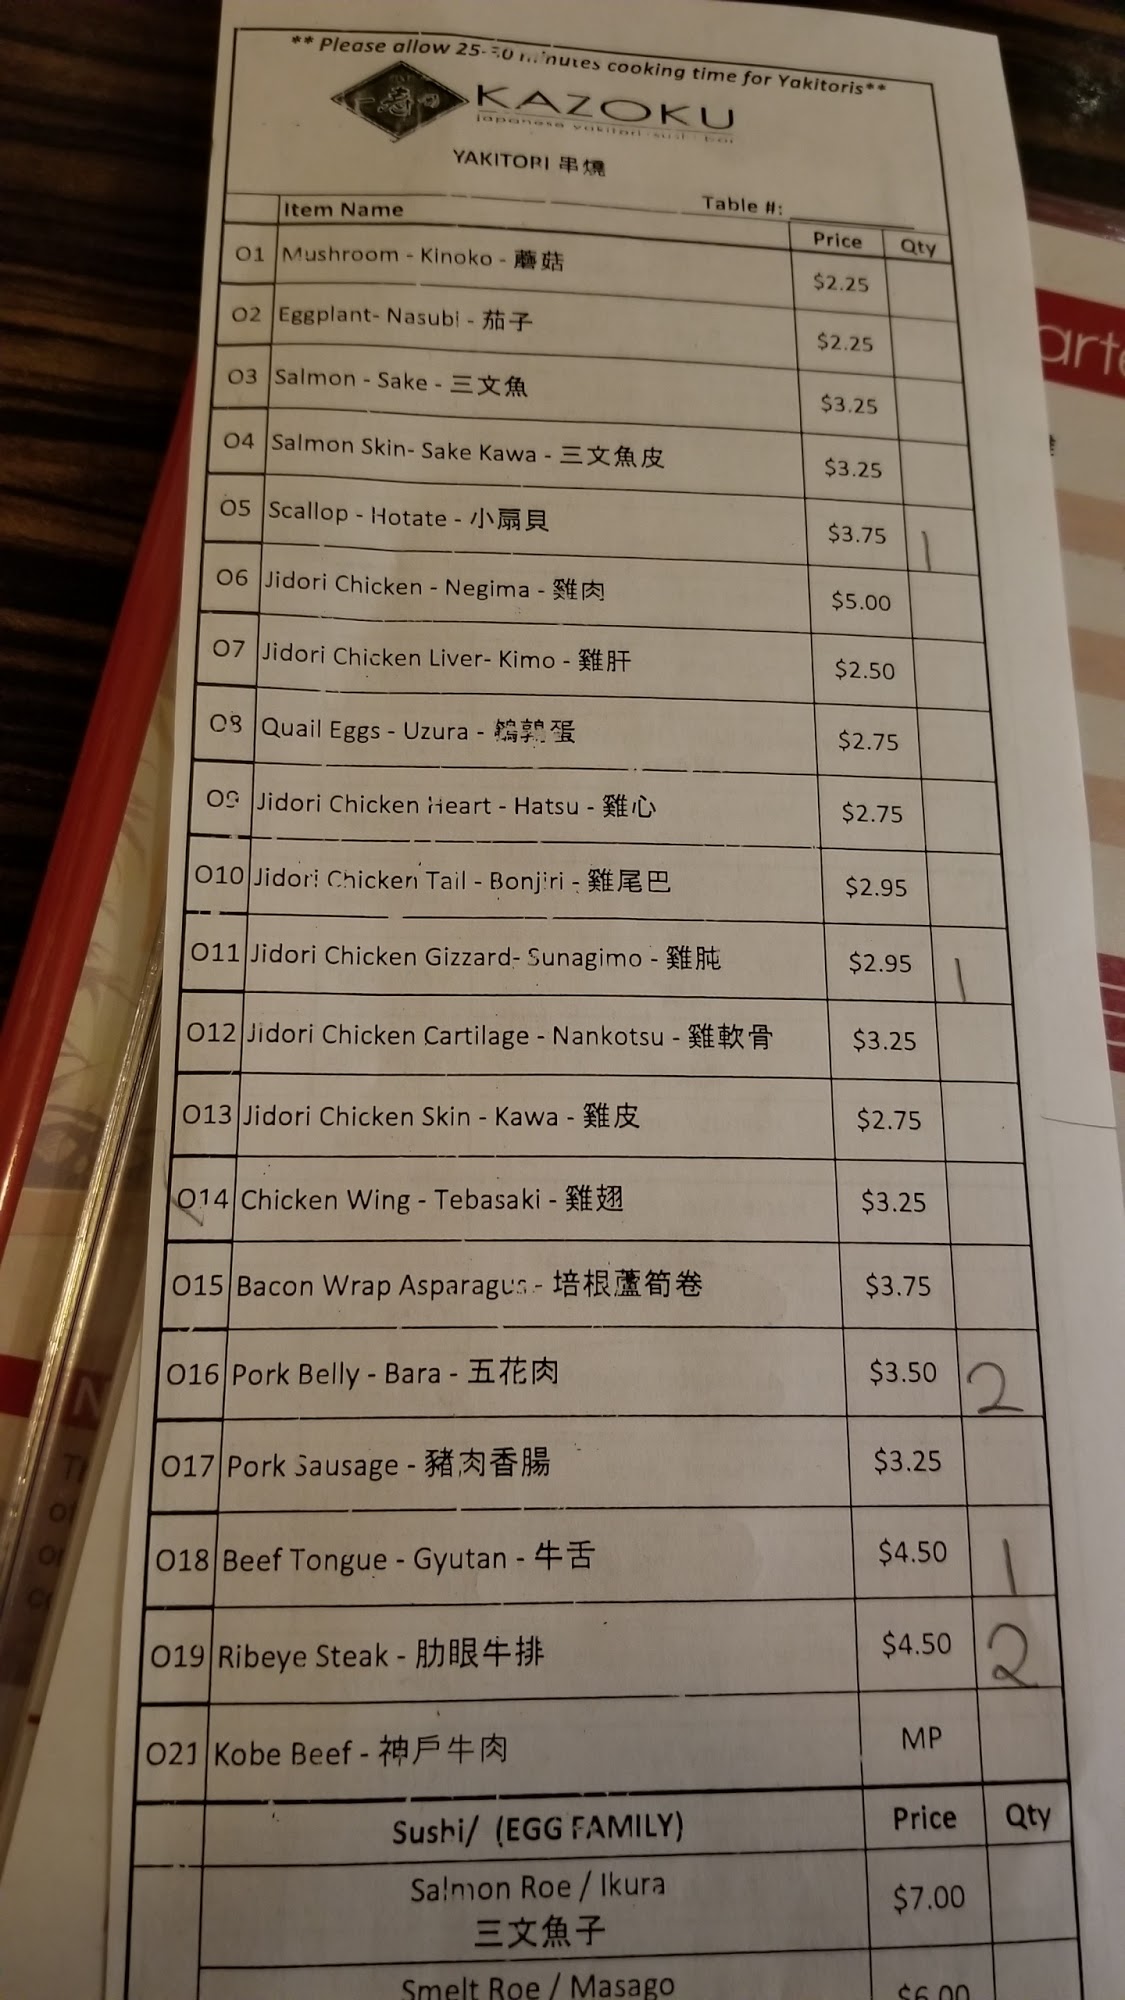 ** Please allow 25-30 minutes cooking time for Yakitoris**
KAZOKU
japanese yakitori sushi bar
YAKITORI 串燒
Table #:
Item Name Price Qty
O1 Mushroom - Kinoko - 蘑菇 $2.25
O2 Eggplant- Nasubi - 茄子 $2.25
O3 Salmon - Sake - 三文魚 $3.25
O4 Salmon Skin- Sake Kawa - 三文魚皮 $3.25
O5 Scallop - Hotate - 小扇貝 $3.75 1
O6 Jidori Chicken - Negima - 雞肉 $5.00
O7 Jidori Chicken Liver- Kimo - 雞肝 $2.50
O8 Quail Eggs - Uzura - 鵪鶉蛋 $2.75
O9 Jidori Chicken Heart - Hatsu - 雞心 $2.75
O10 Jidori Chicken Tail - Bonjiri - 雞尾巴 $2.95
O11 Jidori Chicken Gizzard- Sunagimo - 雞肫 $2.95 1
O12 Jidori Chicken Cartilage - Nankotsu - 雞軟骨 $3.25
O13 Jidori Chicken Skin - Kawa - 雞皮 $2.75
O14 Chicken Wing - Tebasaki - 雞翅 $3.25
O15 Bacon Wrap Asparagus - 培根蘆筍卷 $3.75
O16 Pork Belly - Bara - 五花肉 $3.50 2
O17 Pork Sausage - 豬肉香腸 $3.25
O18 Beef Tongue - Gyutan - 牛舌 $4.50 1
O19 Ribeye Steak - 肋眼牛排 $4.50 2
O21 Kobe Beef - 神戶牛肉 MP
Sushi/ (EGG FAMILY) Price Qty
Salmon Roe / Ikura $7.00
三文魚子
Smelt Roe / Masago $6.00